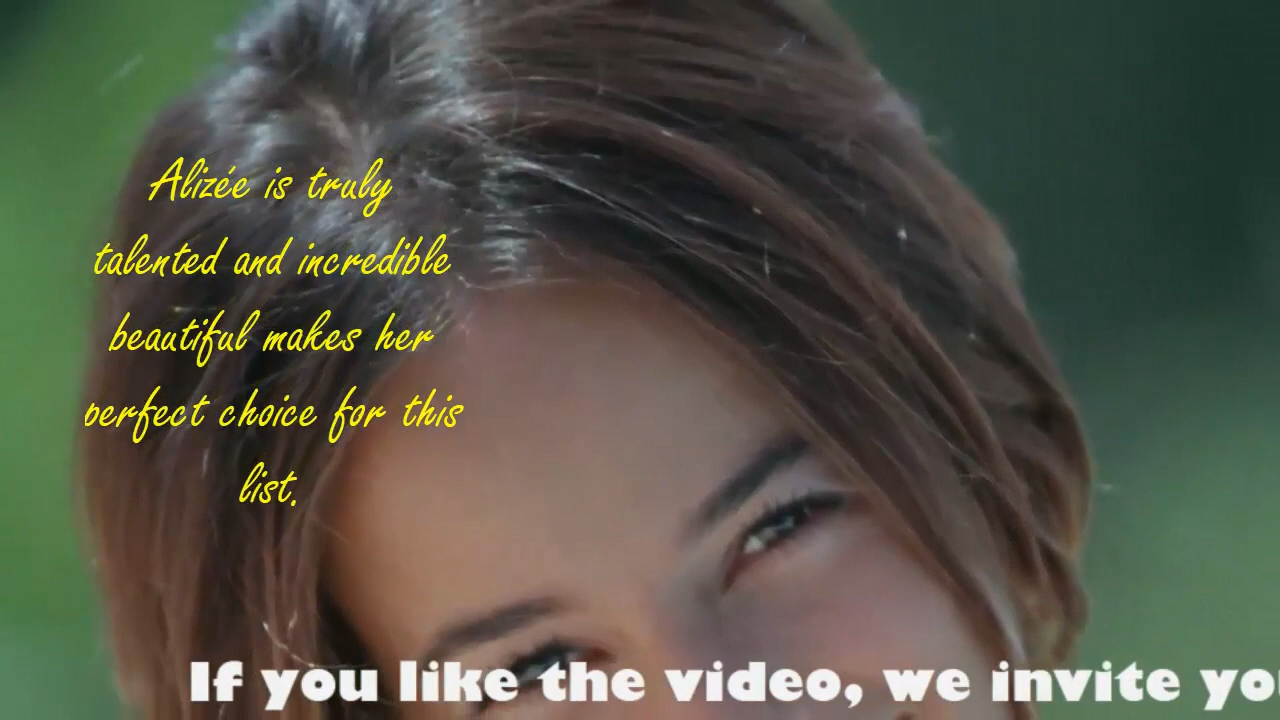 Alizée is truly
talented and incredible
beautiful makes her
perfect choice for this
list.
If you like the video, we invite you